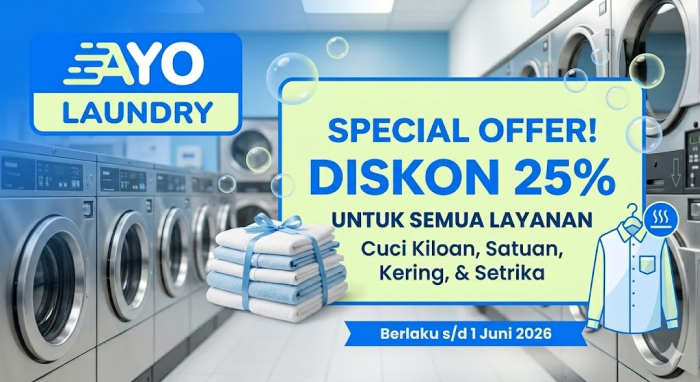 AYO
LAUNDRY
SPECIAL OFFER!
DISKON 25%
UNTUK SEMUA LAYANAN
Cuci Kiloan, Satuan,
Kering, & Setrika
Berlaku s/d 1 Juni 2026